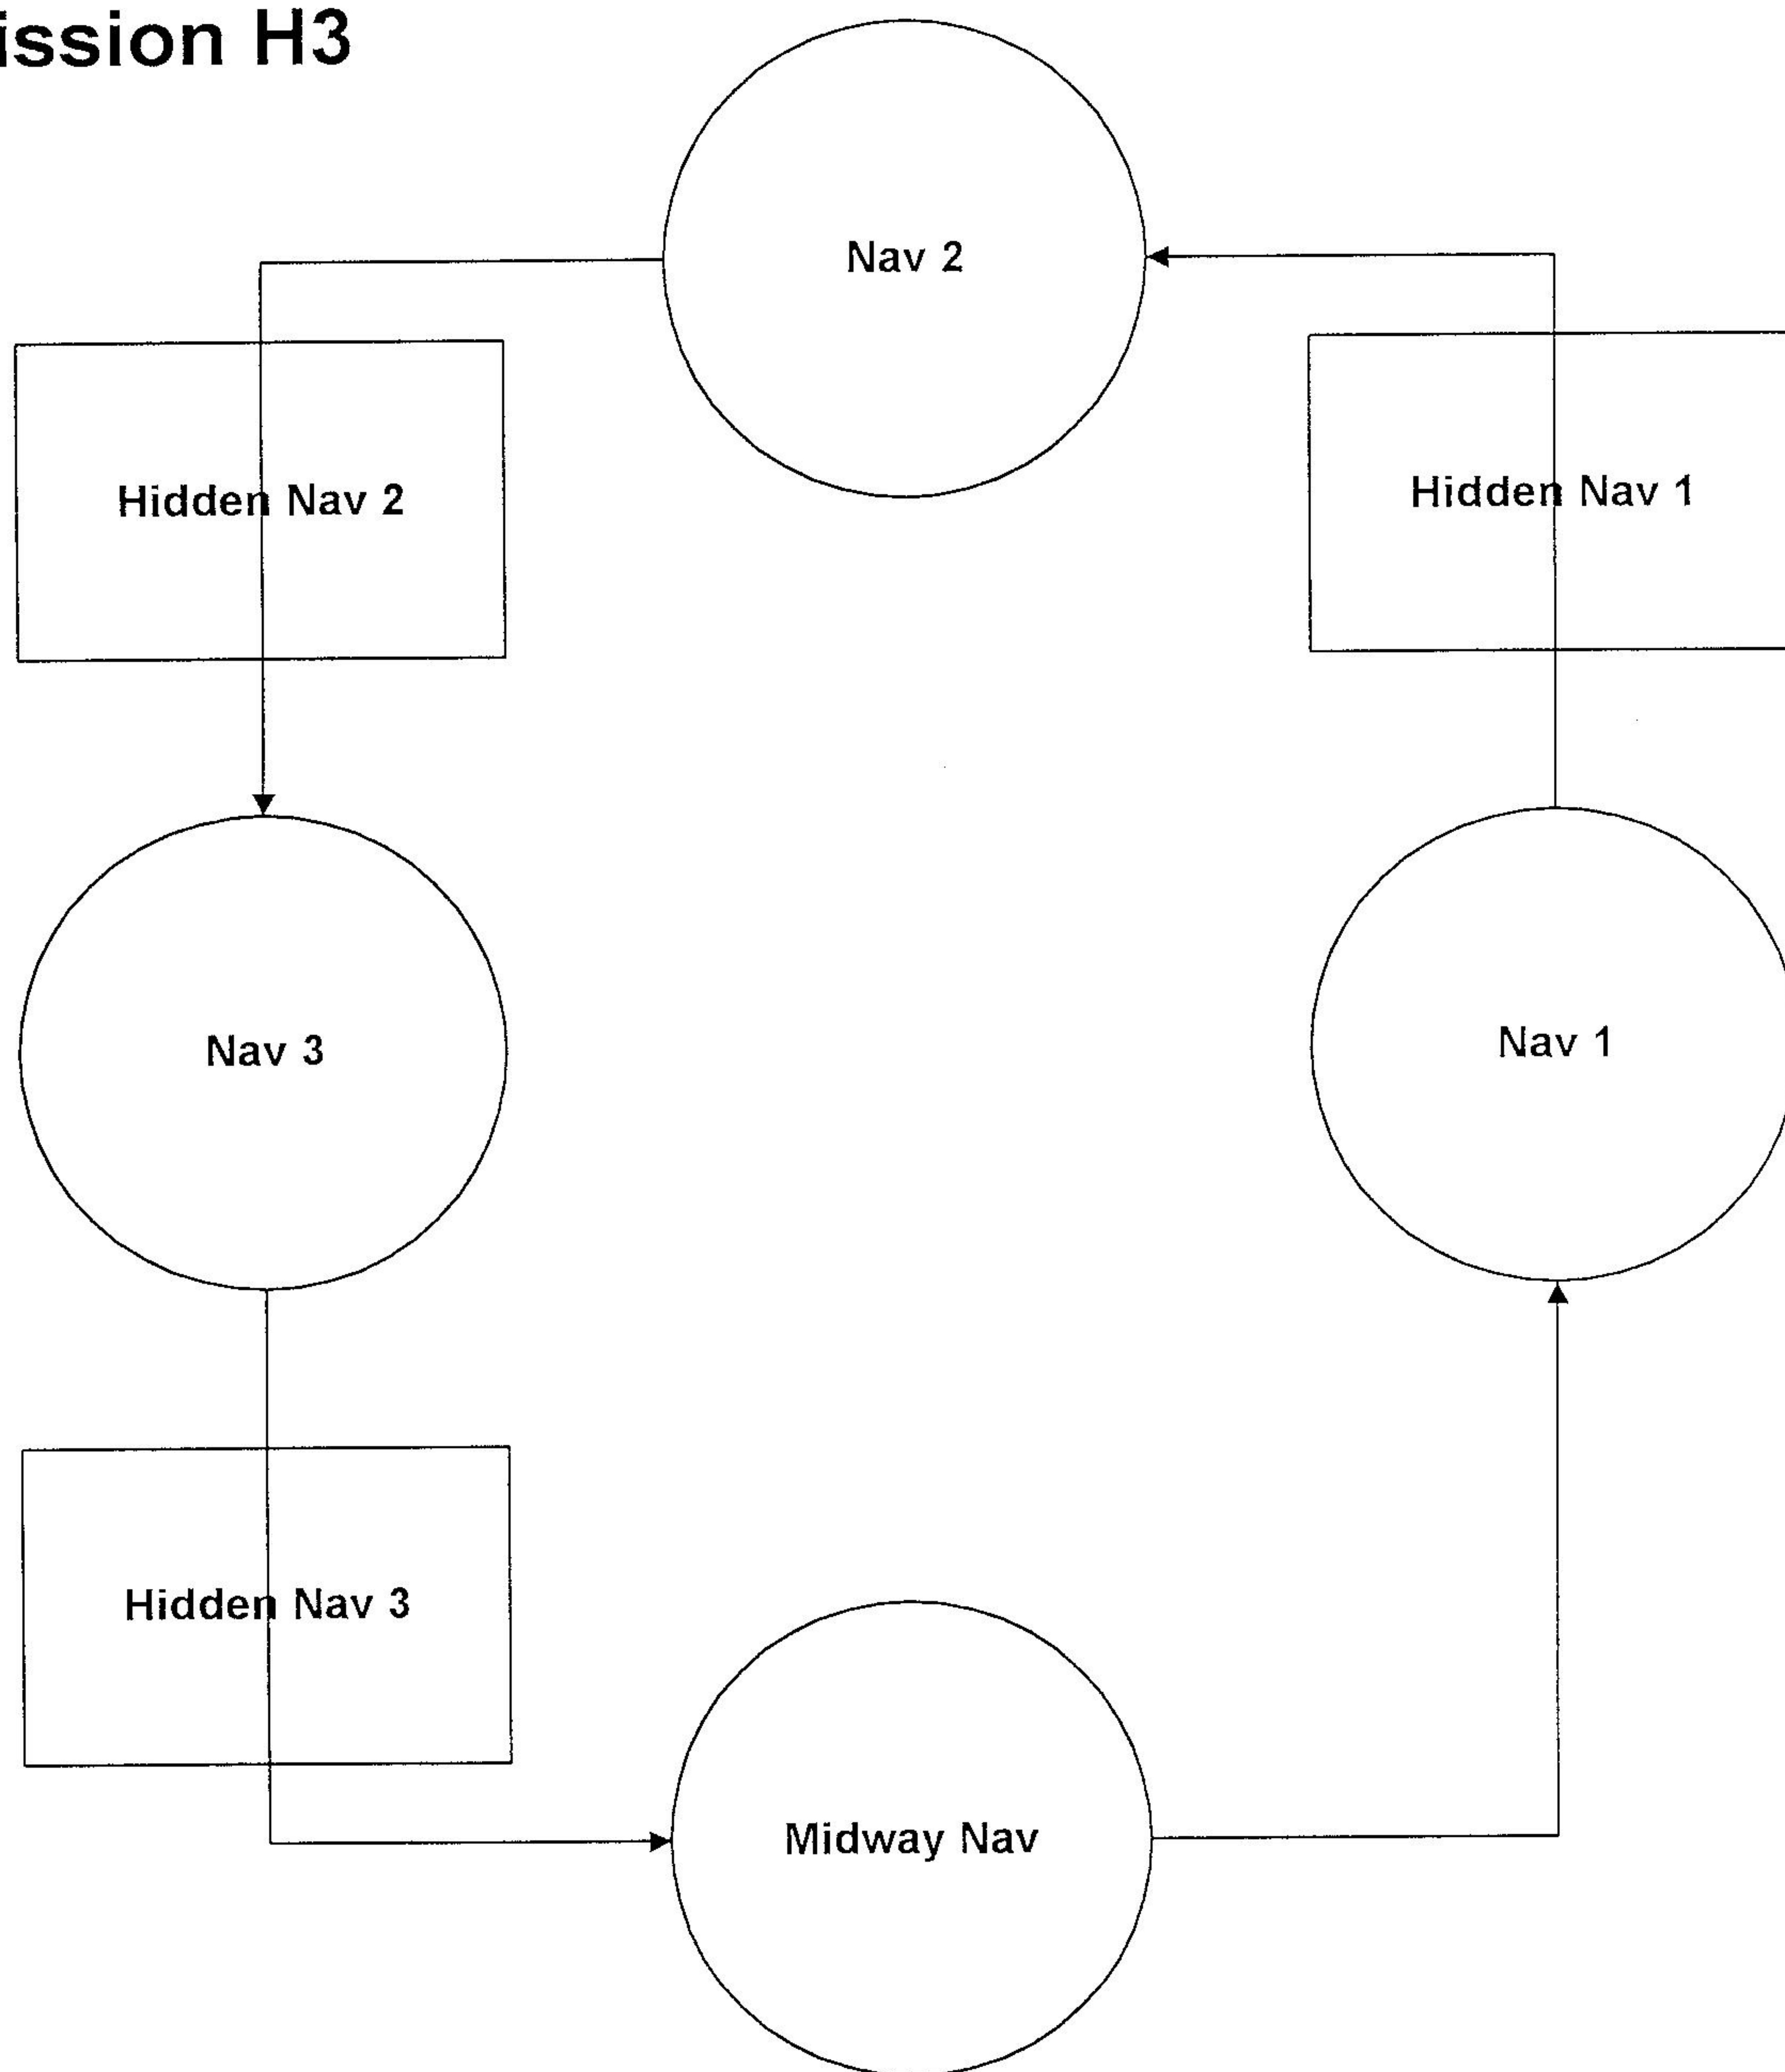 ission H3
Nav 2
Hidden Nav 2
Hidden Nav 1
Nav 3
Nav 1
Hidden Nav 3
Midway Nav